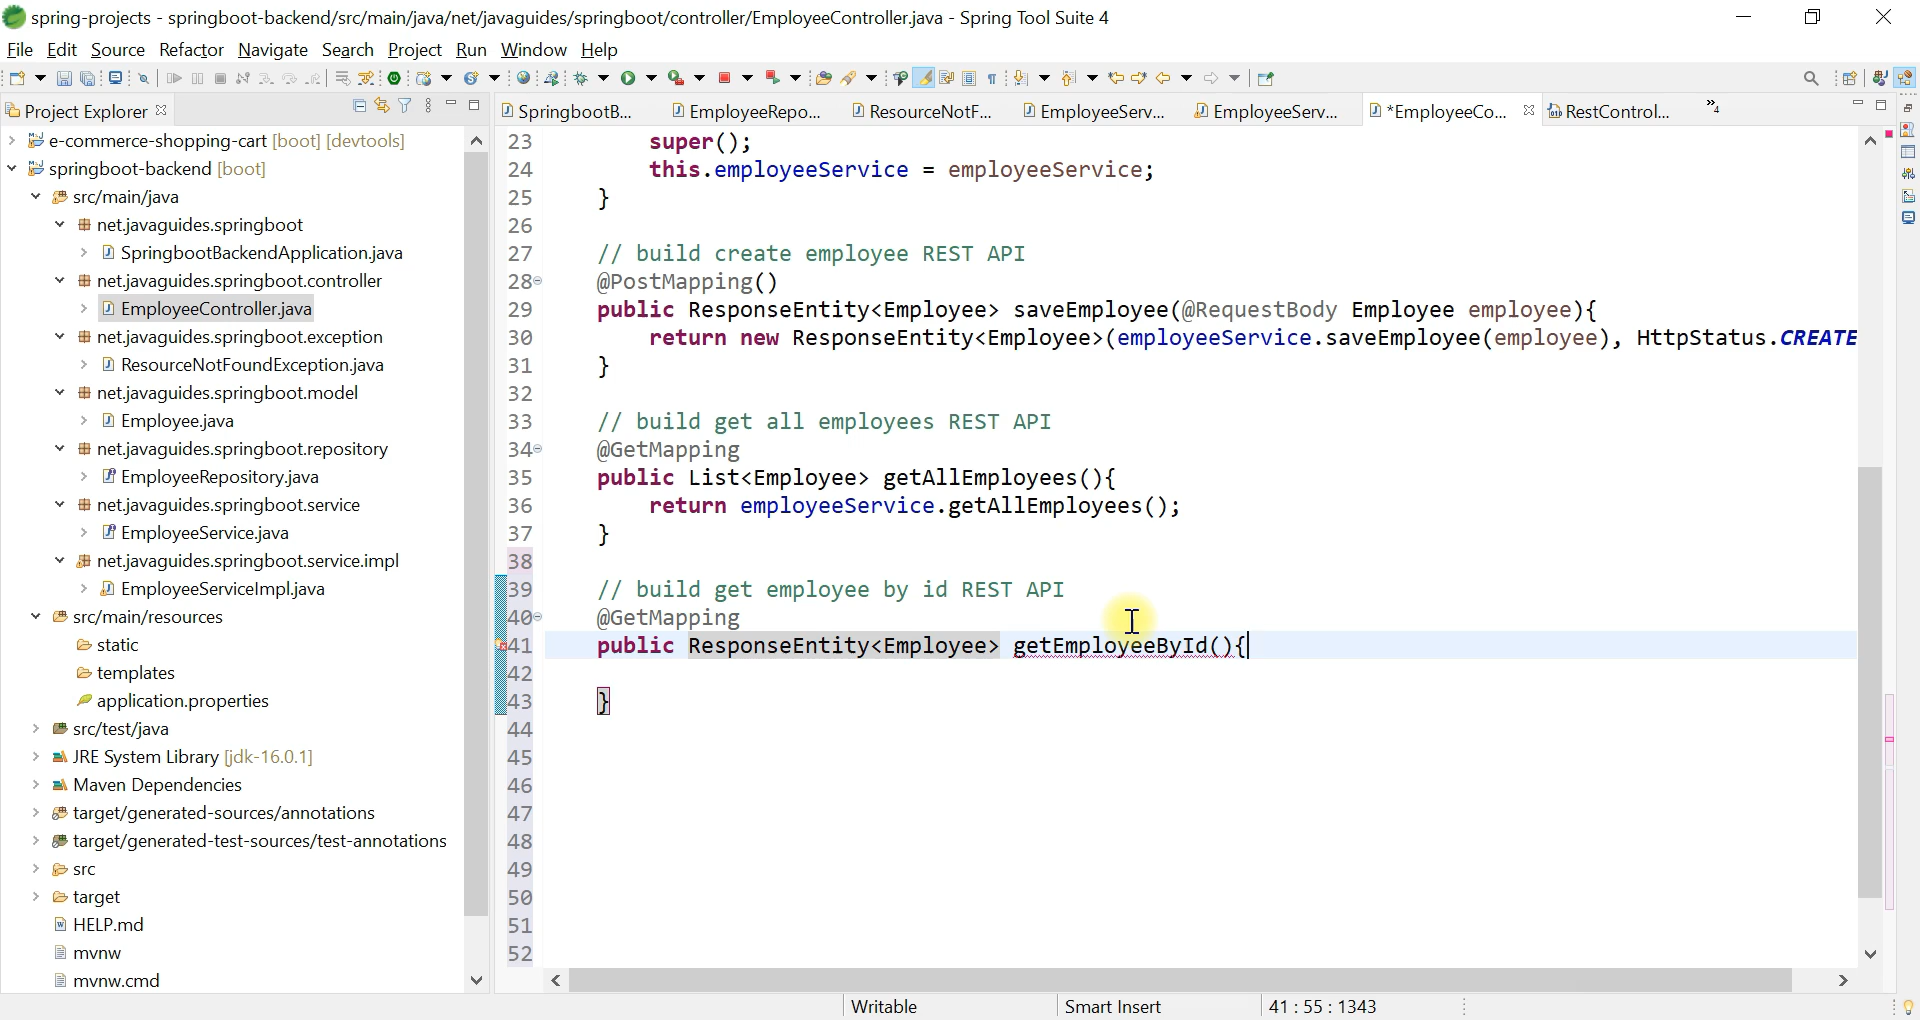 spring-projects - springboot-backend/src/main/java/net/javaguides/springboot/controller/EmployeeController.java - Spring Tool Suite 4
File Edit Source Refactor Navigate Search Project Run Window Help
Project Explorer
SpringbootB...
EmployeeRepo...
ResourceNotF...
EmployeeServ...
EmployeeServ...
*EmployeeCo...
RestControl...
»4
e-commerce-shopping-cart [boot] [devtools]
springboot-backend [boot]
src/main/java
net.javaguides.springboot
SpringbootBackendApplication.java
net.javaguides.springboot.controller
EmployeeController.java
net.javaguides.springboot.exception
ResourceNotFoundException.java
net.javaguides.springboot.model
Employee.java
net.javaguides.springboot.repository
EmployeeRepository.java
net.javaguides.springboot.service
EmployeeService.java
net.javaguides.springboot.service.impl
EmployeeServiceImpl.java
src/main/resources
static
templates
application.properties
src/test/java
JRE System Library [jdk-16.0.1]
Maven Dependencies
target/generated-sources/annotations
target/generated-test-sources/test-annotations
src
target
HELP.md
mvnw
mvnw.cmd
23 super();
24 this.employeeService = employeeService;
25 }
26
27 // build create employee REST API
28 @PostMapping()
29 public ResponseEntity<Employee> saveEmployee(@RequestBody Employee employee){
30 return new ResponseEntity<Employee>(employeeService.saveEmployee(employee), HttpStatus.CREATE
31 }
32
33 // build get all employees REST API
34 @GetMapping
35 public List<Employee> getAllEmployees(){
36 return employeeService.getAllEmployees();
37 }
38
39 // build get employee by id REST API
40 @GetMapping
41 public ResponseEntity<Employee> getEmployeeById(){
42
43 }
44
45
46
47
48
49
50
51
52
Writable
Smart Insert
41 : 55 : 1343